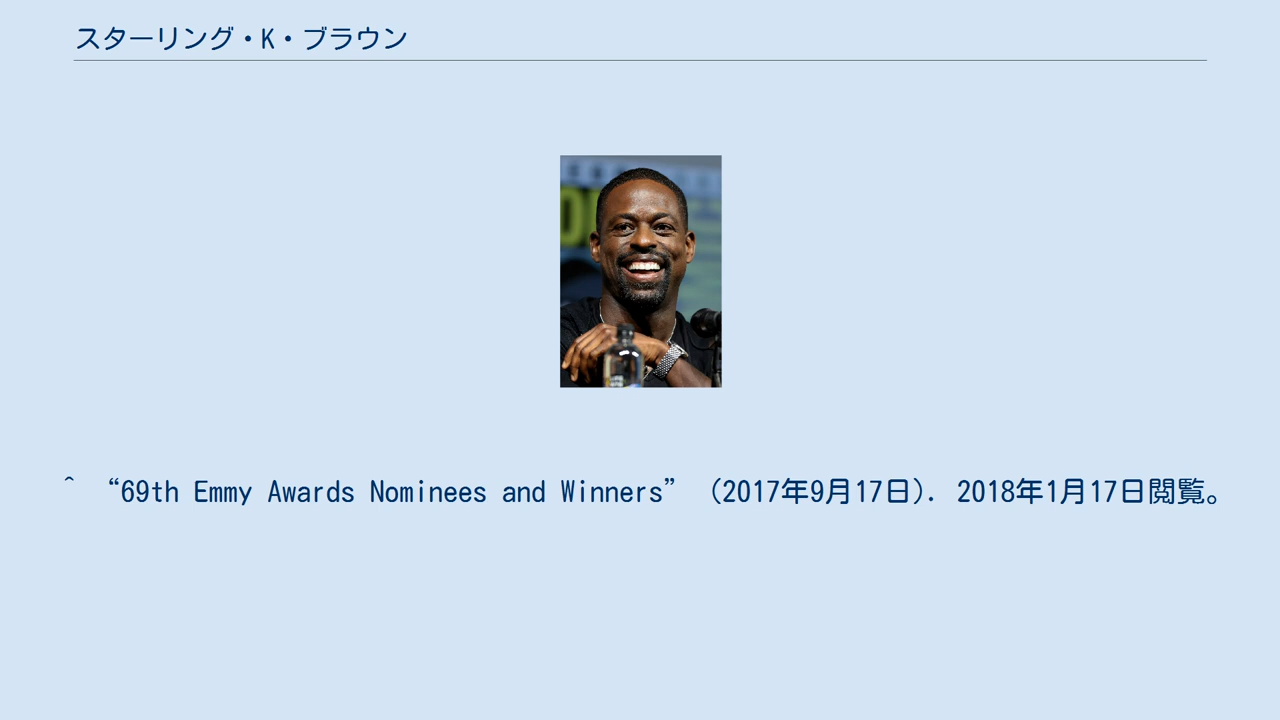 スターリング・K・ブラウン
^ “69th Emmy Awards Nominees and Winners” (2017年9月17日). 2018年1月17日閲覧。